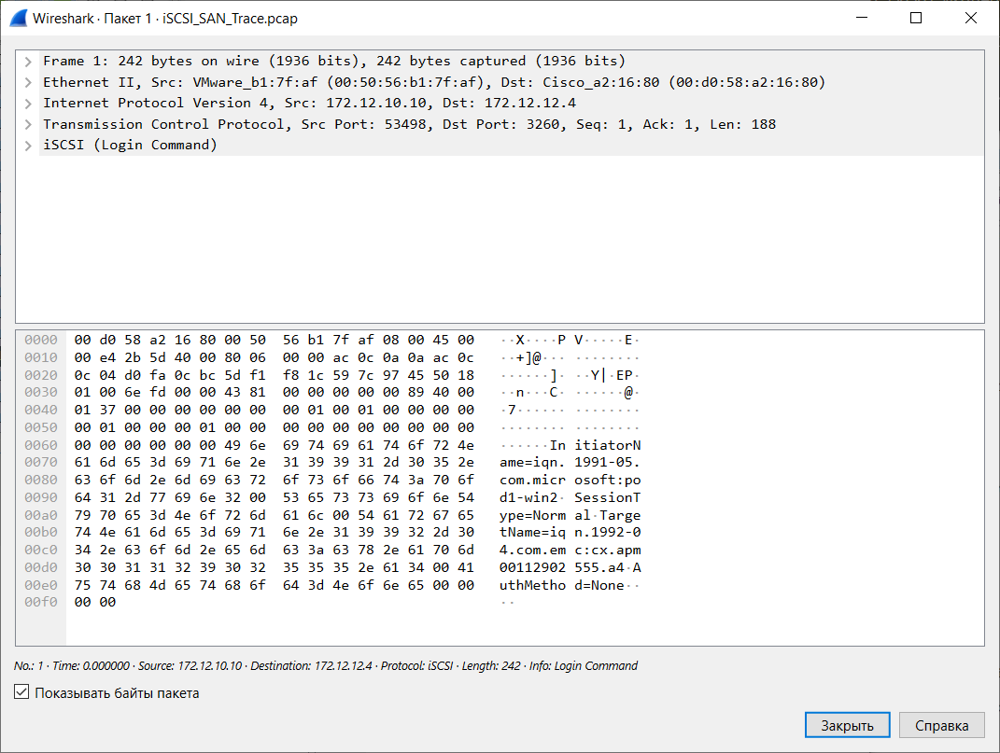 Wireshark · Пакет 1 · iSCSI_SAN_Trace.pcap
Frame 1: 242 bytes on wire (1936 bits), 242 bytes captured (1936 bits)
Ethernet II, Src: VMware_b1:7f:af (00:50:56:b1:7f:af), Dst: Cisco_a2:16:80 (00:d0:58:a2:16:80)
Internet Protocol Version 4, Src: 172.12.10.10, Dst: 172.12.12.4
Transmission Control Protocol, Src Port: 53498, Dst Port: 3260, Seq: 1, Ack: 1, Len: 188
iSCSI (Login Command)
0000 00 d0 58 a2 16 80 00 50 56 b1 7f af 08 00 45 00 ··X····P V·····E·
0010 00 e4 2b 5d 40 00 80 06 00 00 ac 0c 0a 0a ac 0c ··+]@··· ········
0020 0c 04 d0 fa 0c bc 5d f1 f8 1c 59 7c 97 45 50 18 ······]· ··Y|·EP·
0030 01 00 6e fd 00 00 43 81 00 00 00 00 00 89 40 00 ··n···C· ······@·
0040 01 37 00 00 00 00 00 00 00 01 00 01 00 00 00 00 ·7······ ········
0050 00 01 00 00 00 01 00 00 00 00 00 00 00 00 00 00 ········ ········
0060 00 00 00 00 00 00 49 6e 69 74 69 61 74 6f 72 4e ······In itiatorN
0070 61 6d 65 3d 69 71 6e 2e 31 39 39 31 2d 30 35 2e ame=iqn. 1991-05.
0080 63 6f 6d 2e 6d 69 63 72 6f 73 6f 66 74 3a 70 6f com.micr osoft:po
0090 64 31 2d 77 69 6e 32 00 53 65 73 73 69 6f 6e 54 d1-win2· SessionT
00a0 79 70 65 3d 4e 6f 72 6d 61 6c 00 54 61 72 67 65 ype=Norm al·Targe
00b0 74 4e 61 6d 65 3d 69 71 6e 2e 31 39 39 32 2d 30 tName=iq n.1992-0
00c0 34 2e 63 6f 6d 2e 65 6d 63 3a 63 78 2e 61 70 6d 4.com.em c:cx.apm
00d0 30 30 31 31 32 39 30 32 35 35 35 2e 61 34 00 41 00112902 555.a4·A
00e0 75 74 68 4d 65 74 68 6f 64 3d 4e 6f 6e 65 00 00 uthMetho d=None··
00f0 00 00 ··
No.: 1 · Time: 0.000000 · Source: 172.12.10.10 · Destination: 172.12.12.4 · Protocol: iSCSI · Length: 242 · Info: Login Command
Показывать байты пакета
Закрыть Справка